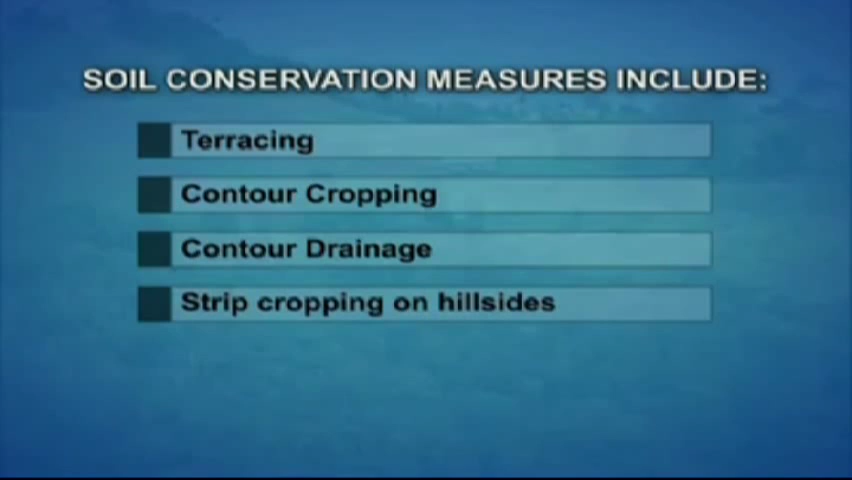 SOIL CONSERVATION MEASURES INCLUDE:
Terracing
Contour Cropping
Contour Drainage
Strip cropping on hillsides